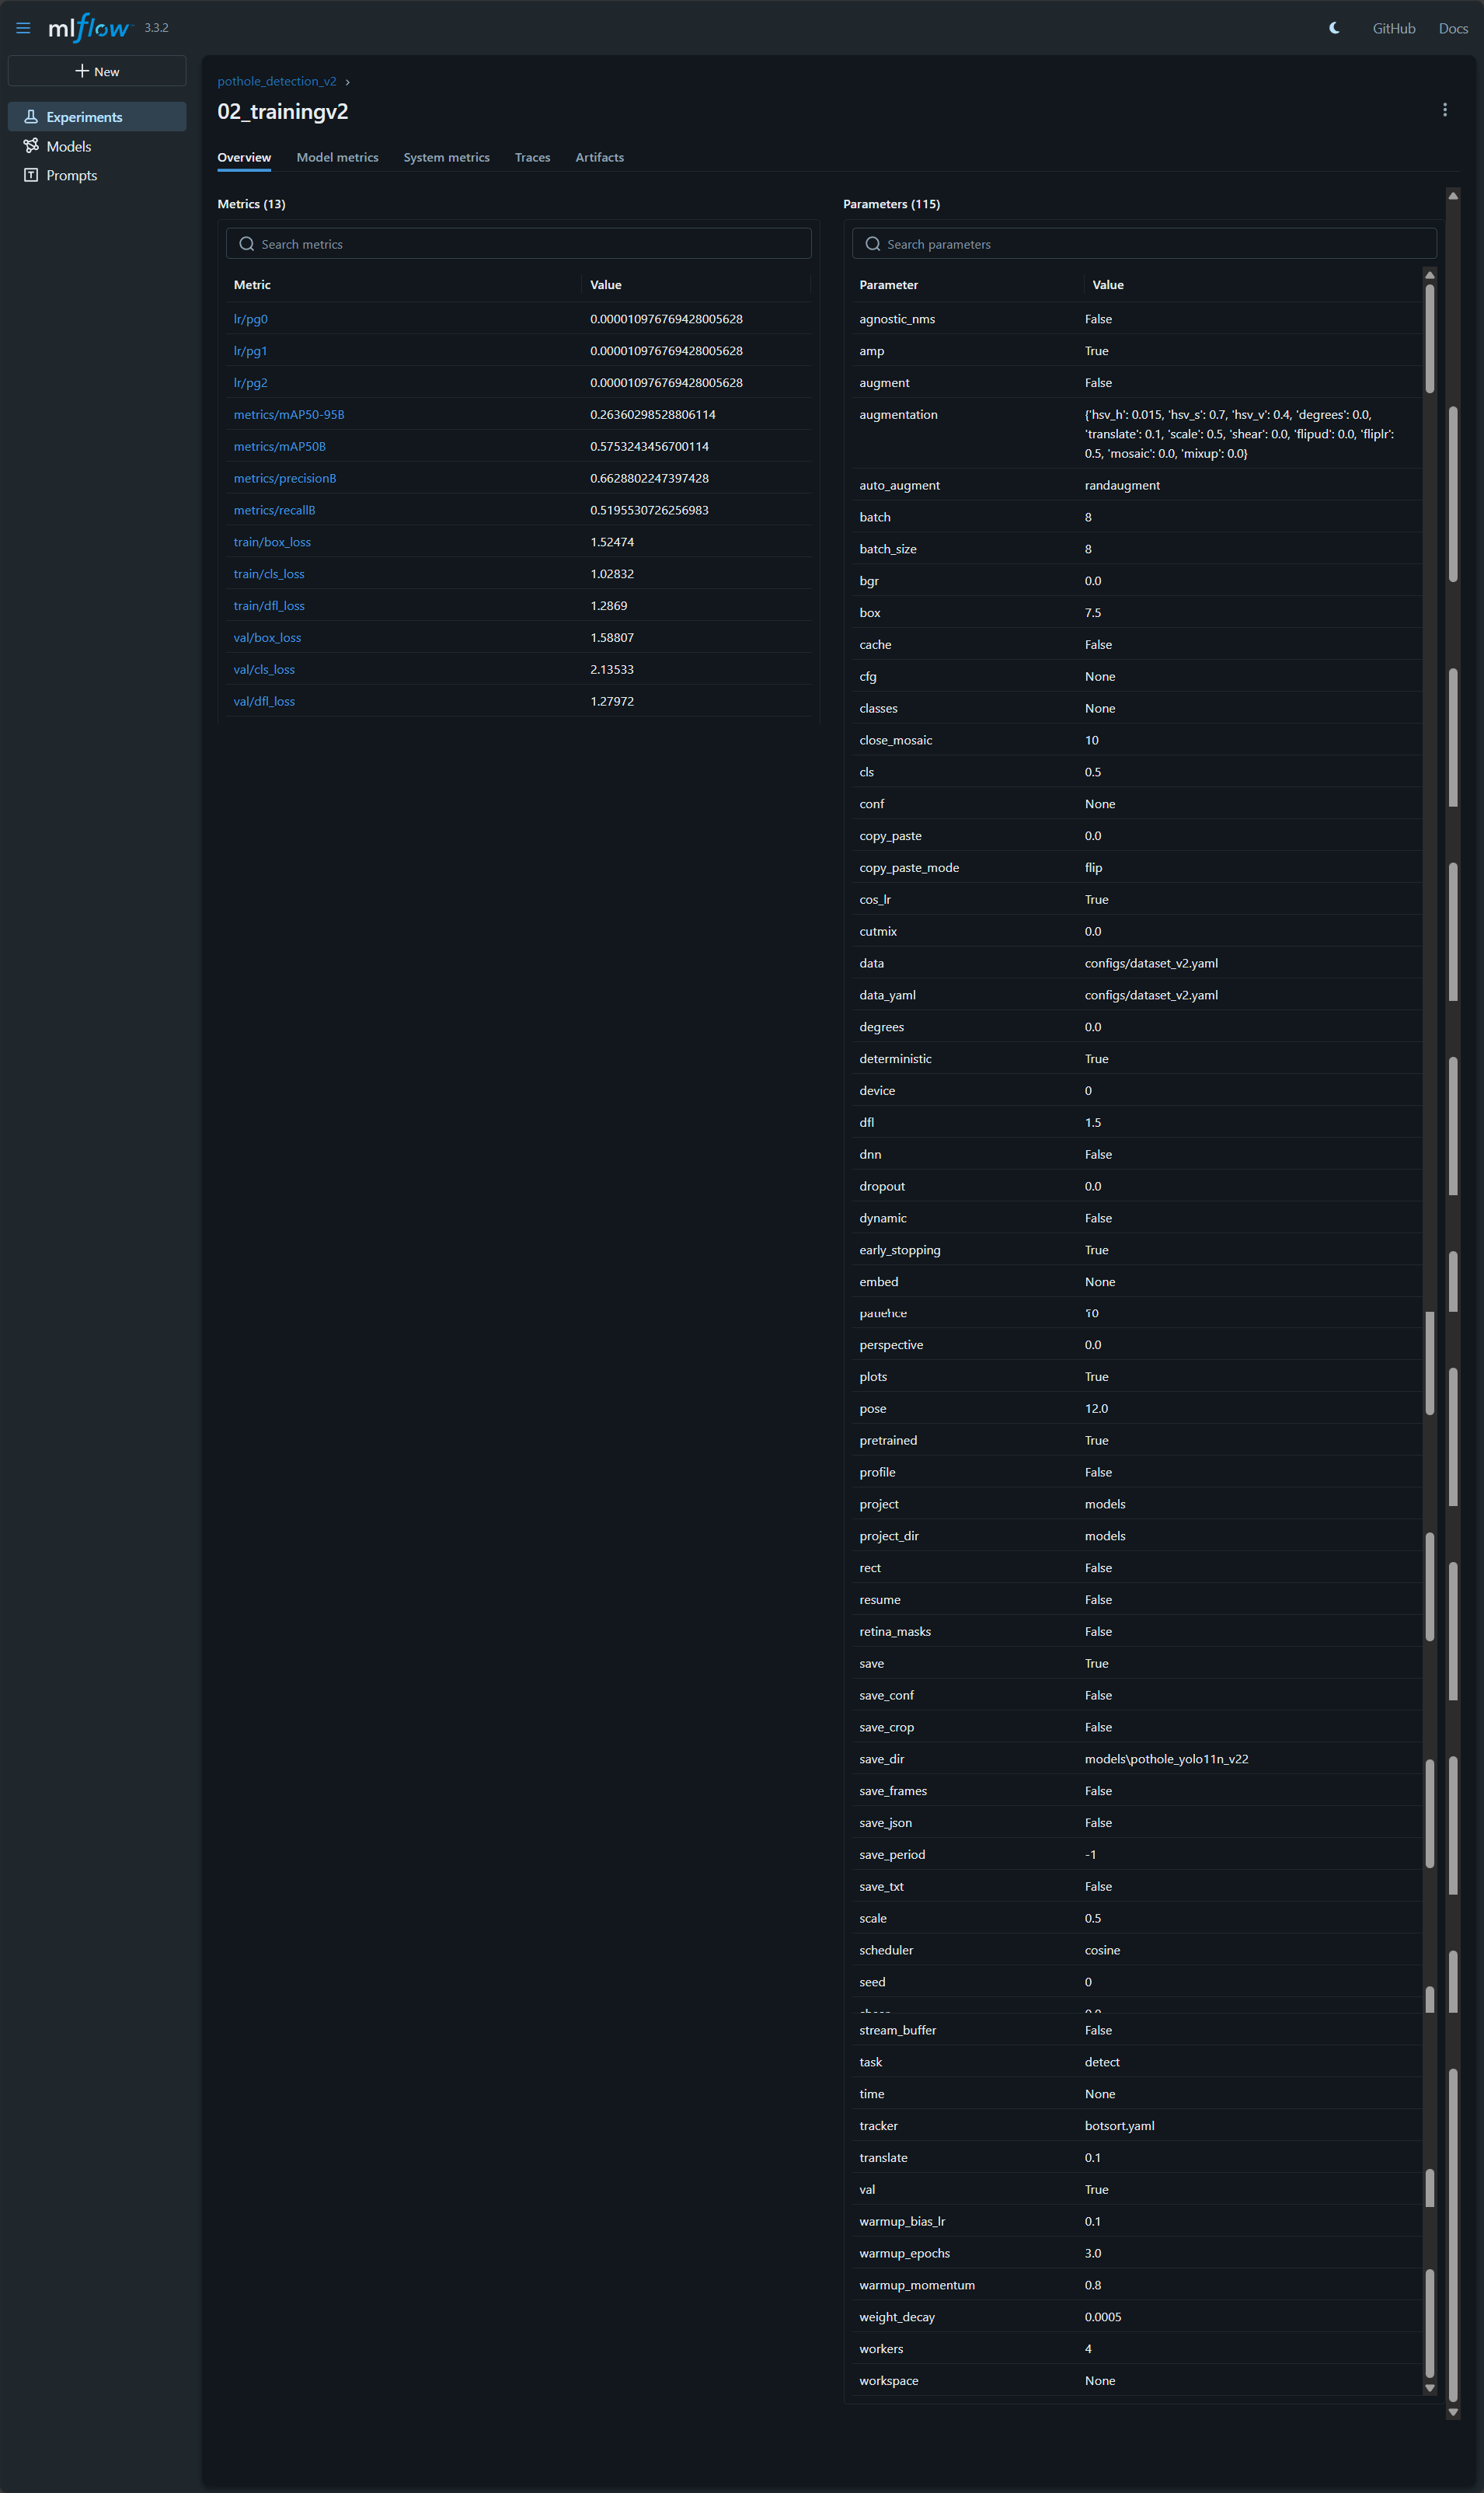 mlflow 3.3.2
GitHub Docs
New
Experiments
Models
Prompts
pothole_detection_v2 ›
02_trainingv2
Overview Model metrics System metrics Traces Artifacts
Metrics (13)
Search metrics
Metric Value
lr/pg0 0.000010976769428005628
lr/pg1 0.000010976769428005628
lr/pg2 0.000010976769428005628
metrics/mAP50-95B 0.26360298528806114
metrics/mAP50B 0.5753243456700114
metrics/precisionB 0.6628802247397428
metrics/recallB 0.5195530726256983
train/box_loss 1.52474
train/cls_loss 1.02832
train/dfl_loss 1.2869
val/box_loss 1.58807
val/cls_loss 2.13533
val/dfl_loss 1.27972
Parameters (115)
Search parameters
Parameter Value
agnostic_nms False
amp True
augment False
augmentation {'hsv_h': 0.015, 'hsv_s': 0.7, 'hsv_v': 0.4, 'degrees': 0.0,
'translate': 0.1, 'scale': 0.5, 'shear': 0.0, 'flipud': 0.0, 'fliplr':
0.5, 'mosaic': 0.0, 'mixup': 0.0}
auto_augment randaugment
batch 8
batch_size 8
bgr 0.0
box 7.5
cache False
cfg None
classes None
close_mosaic 10
cls 0.5
conf None
copy_paste 0.0
copy_paste_mode flip
cos_lr True
cutmix 0.0
data configs/dataset_v2.yaml
data_yaml configs/dataset_v2.yaml
degrees 0.0
deterministic True
device 0
dfl 1.5
dnn False
dropout 0.0
dynamic False
early_stopping True
embed None
patience 10
perspective 0.0
plots True
pose 12.0
pretrained True
profile False
project models
project_dir models
rect False
resume False
retina_masks False
save True
save_conf False
save_crop False
save_dir models\pothole_yolo11n_v22
save_frames False
save_json False
save_period -1
save_txt False
scale 0.5
scheduler cosine
seed 0
stream_buffer False
task detect
time None
tracker botsort.yaml
translate 0.1
val True
warmup_bias_lr 0.1
warmup_epochs 3.0
warmup_momentum 0.8
weight_decay 0.0005
workers 4
workspace None